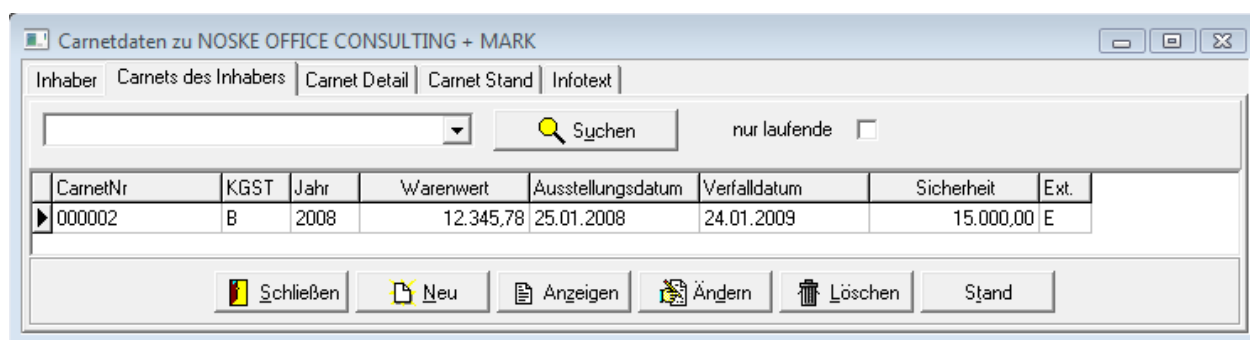 Carnetdaten zu NOSKE OFFICE CONSULTING + MARK
Inhaber Carnets des Inhabers Carnet Detail Carnet Stand Infotext
Suchen nur laufende
CarnetNr KGST Jahr Warenwert Ausstellungsdatum Verfalldatum Sicherheit Ext.
000002 B 2008 12.345,78 25.01.2008 24.01.2009 15.000,00 E
Schließen Neu Anzeigen Ändern Löschen Stand